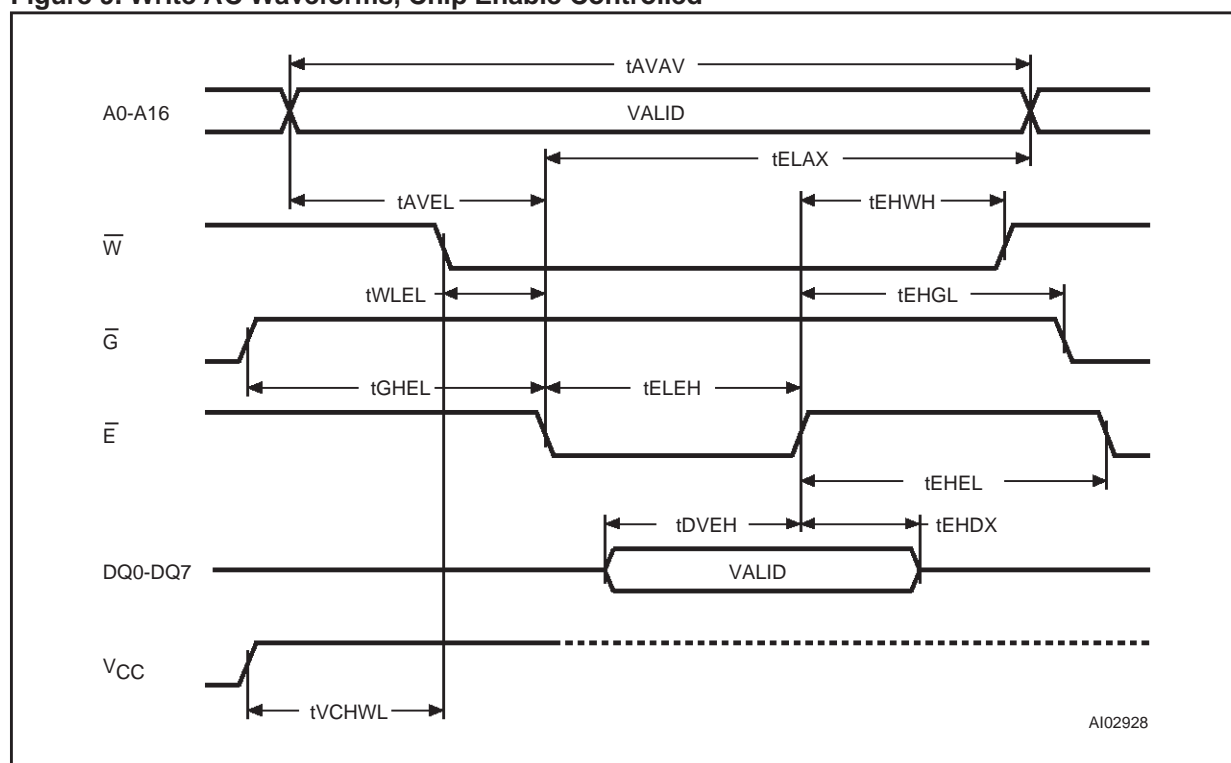 Figure 9. Write AC Waveforms, Chip Enable Controlled
tAVAV
A0-A16
VALID
tELAX
tAVEL
tEHWH
W
tWLEL
tEHGL
G
tGHEL
tELEH
E
tEHEL
tDVEH
tEHDX
DQ0-DQ7
VALID
VCC
tVCHWL
AI02928